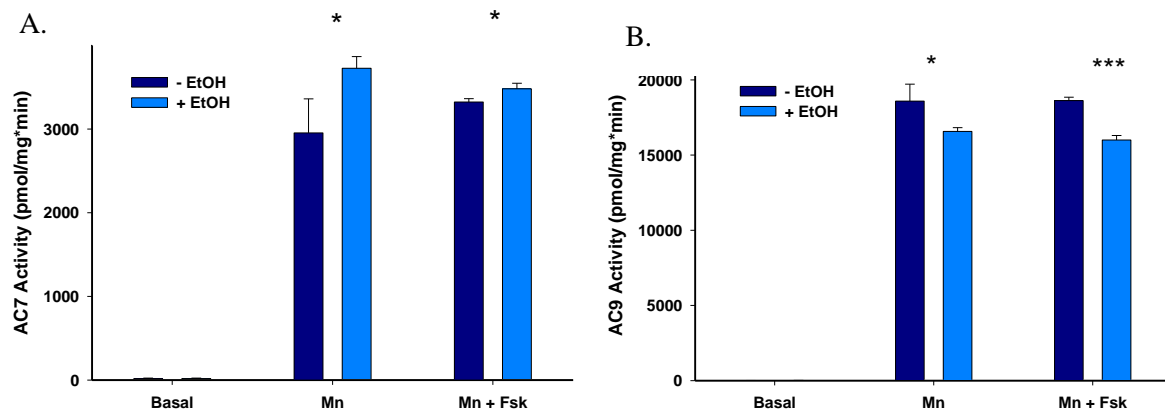 A.
* *
- EtOH
+ EtOH
AC7 Activity (pmol/mg*min)
3000
2000
1000
0
Basal Mn Mn + Fsk
B.
* ***
- EtOH
+ EtOH
AC9 Activity (pmol/mg*min)
20000
15000
10000
5000
0
Basal Mn Mn + Fsk